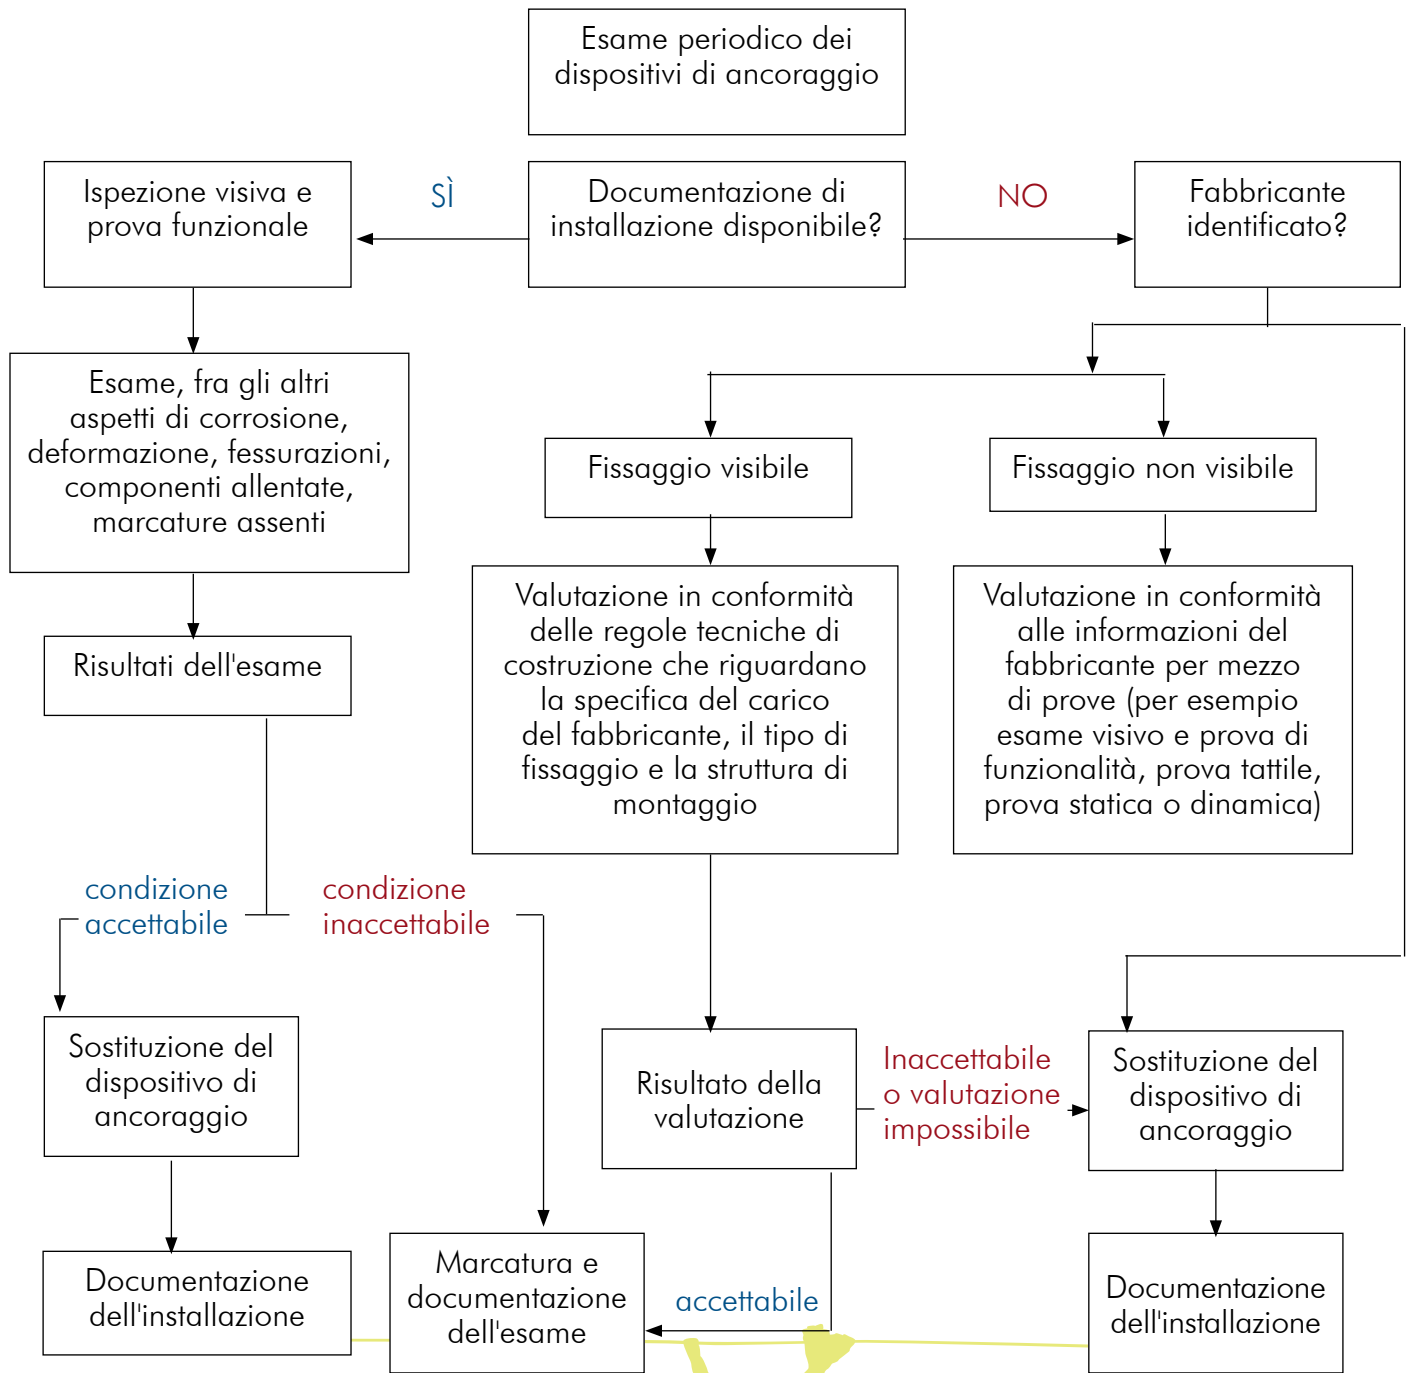 Esame periodico dei
dispositivi di ancoraggio
Ispezione visiva e
prova funzionale
SÌ
Documentazione di
installazione disponibile?
NO
Fabbricante
identificato?
Esame, fra gli altri
aspetti di corrosione,
deformazione, fessurazioni,
componenti allentate,
marcature assenti
Fissaggio visibile
Fissaggio non visibile
Risultati dell'esame
Valutazione in conformità
delle regole tecniche di
costruzione che riguardano
la specifica del carico
del fabbricante, il tipo di
fissaggio e la struttura di
montaggio
Valutazione in conformità
alle informazioni del
fabbricante per mezzo
di prove (per esempio
esame visivo e prova di
funzionalità, prova tattile,
prova statica o dinamica)
condizione
accettabile
condizione
inaccettabile
Sostituzione del
dispositivo di
ancoraggio
Risultato della
valutazione
Inaccettabile
o valutazione
impossibile
Sostituzione del
dispositivo di
ancoraggio
Documentazione
dell'installazione
Marcatura e
documentazione
dell'esame
accettabile
Documentazione
dell'installazione